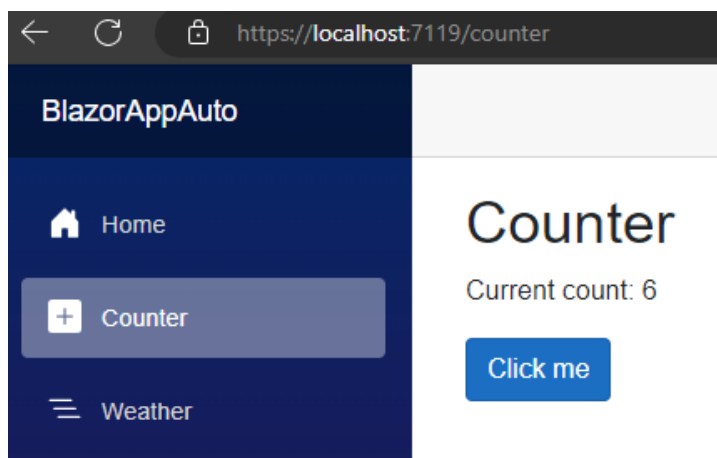 https://localhost:7119/counter
BlazorAppAuto
Home
Counter
Weather
Counter
Current count: 6
Click me